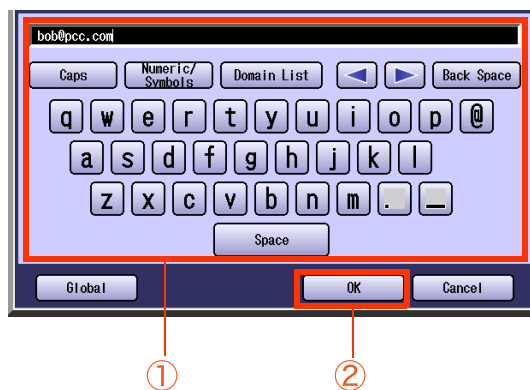 bob@pcc.com
Caps Numeric/ Symbols Domain List Back Space
q w e r t y u i o p @
a s d f g h j k l
z x c v b n m . _
Space
Global OK Cancel
① ②